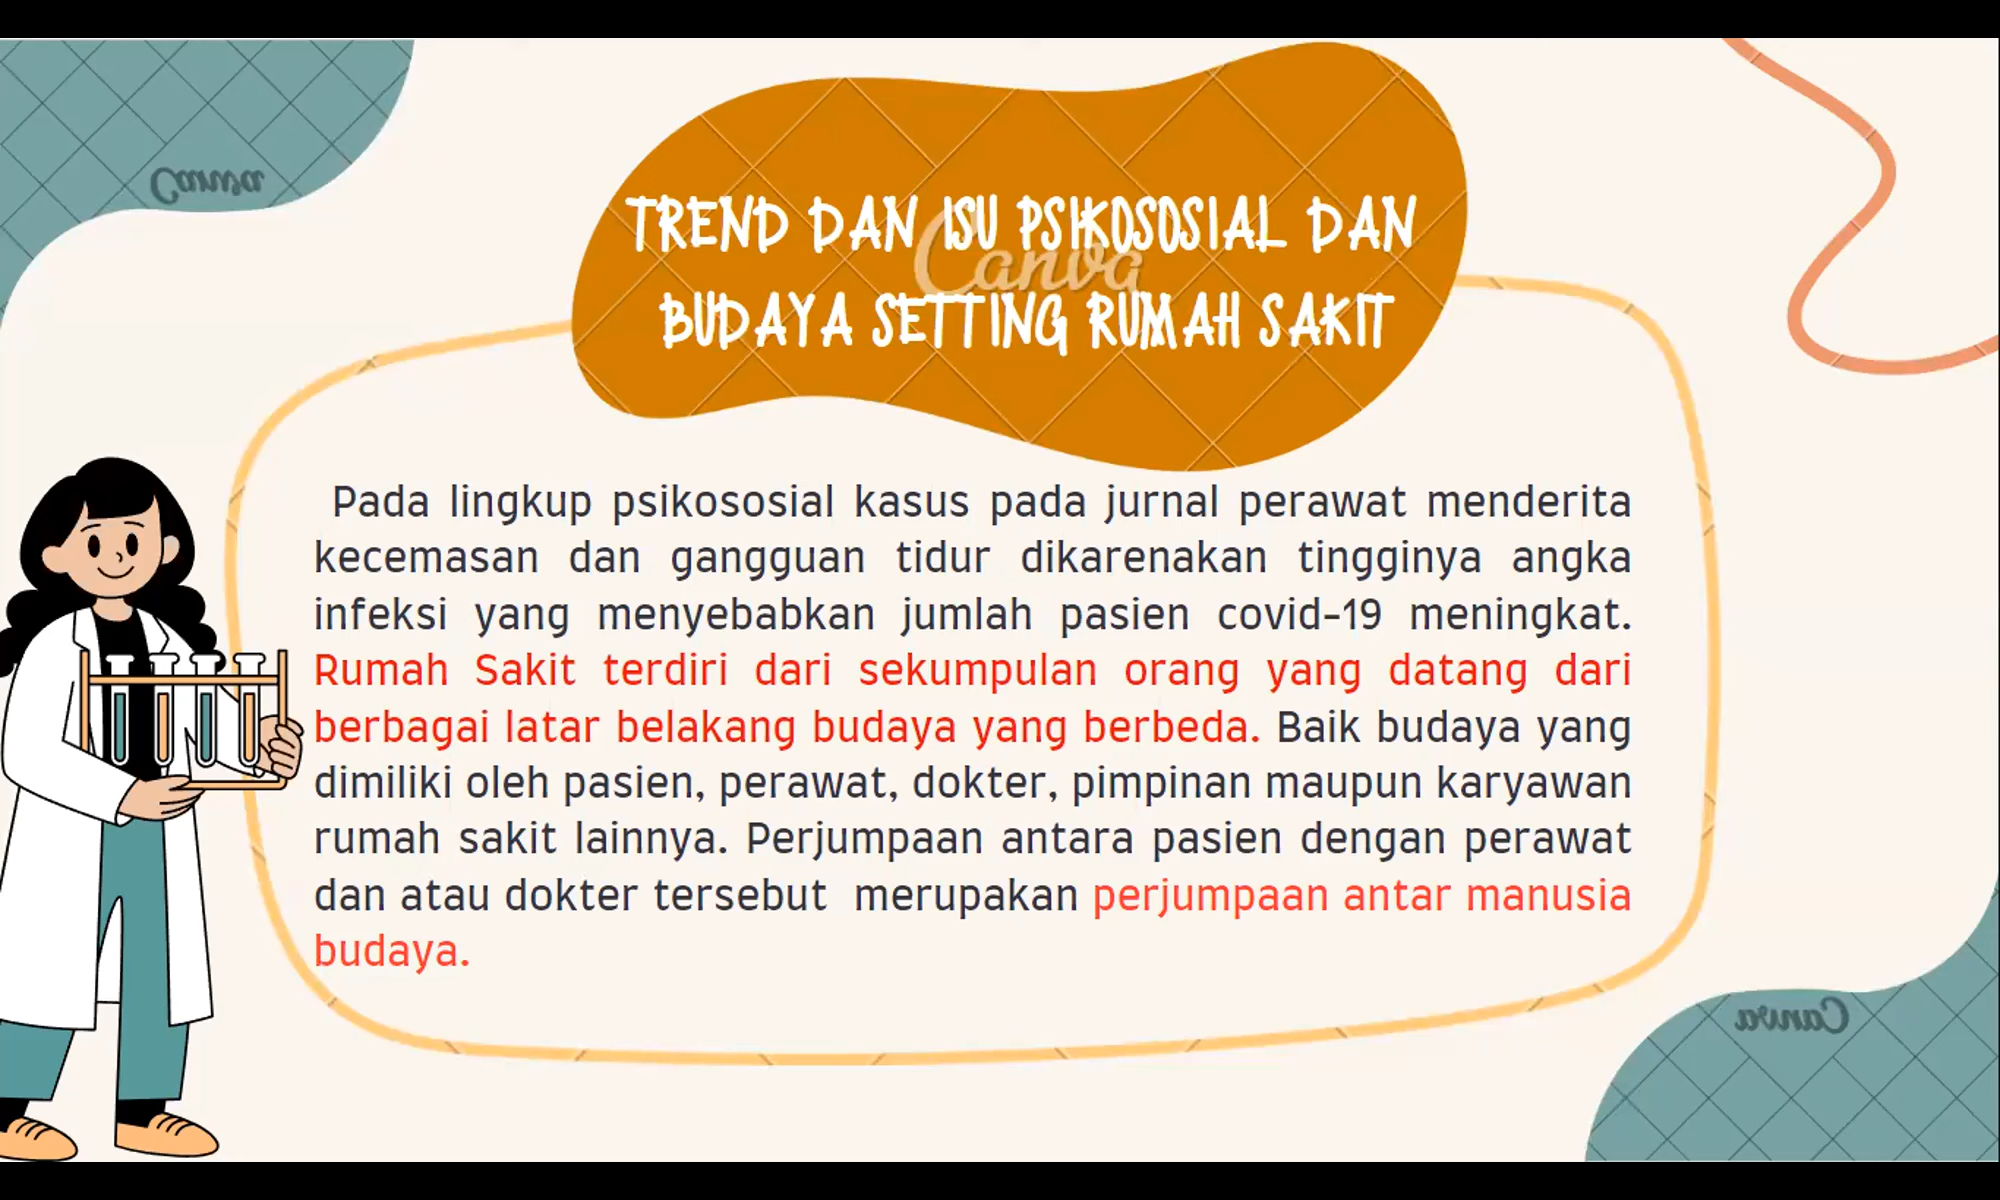 Canva
TREND DAN ISU PSIKOSOSIAL DAN
Canva
BUDAYA SETTING RUMAH SAKIT
Pada lingkup psikososial kasus pada jurnal perawat menderita
kecemasan dan gangguan tidur dikarenakan tingginya angka
infeksi yang menyebabkan jumlah pasien covid-19 meningkat.
Rumah Sakit terdiri dari sekumpulan orang yang datang dari
berbagai latar belakang budaya yang berbeda. Baik budaya yang
dimiliki oleh pasien, perawat, dokter, pimpinan maupun karyawan
rumah sakit lainnya. Perjumpaan antara pasien dengan perawat
dan atau dokter tersebut merupakan perjumpaan antar manusia
budaya.
Canva